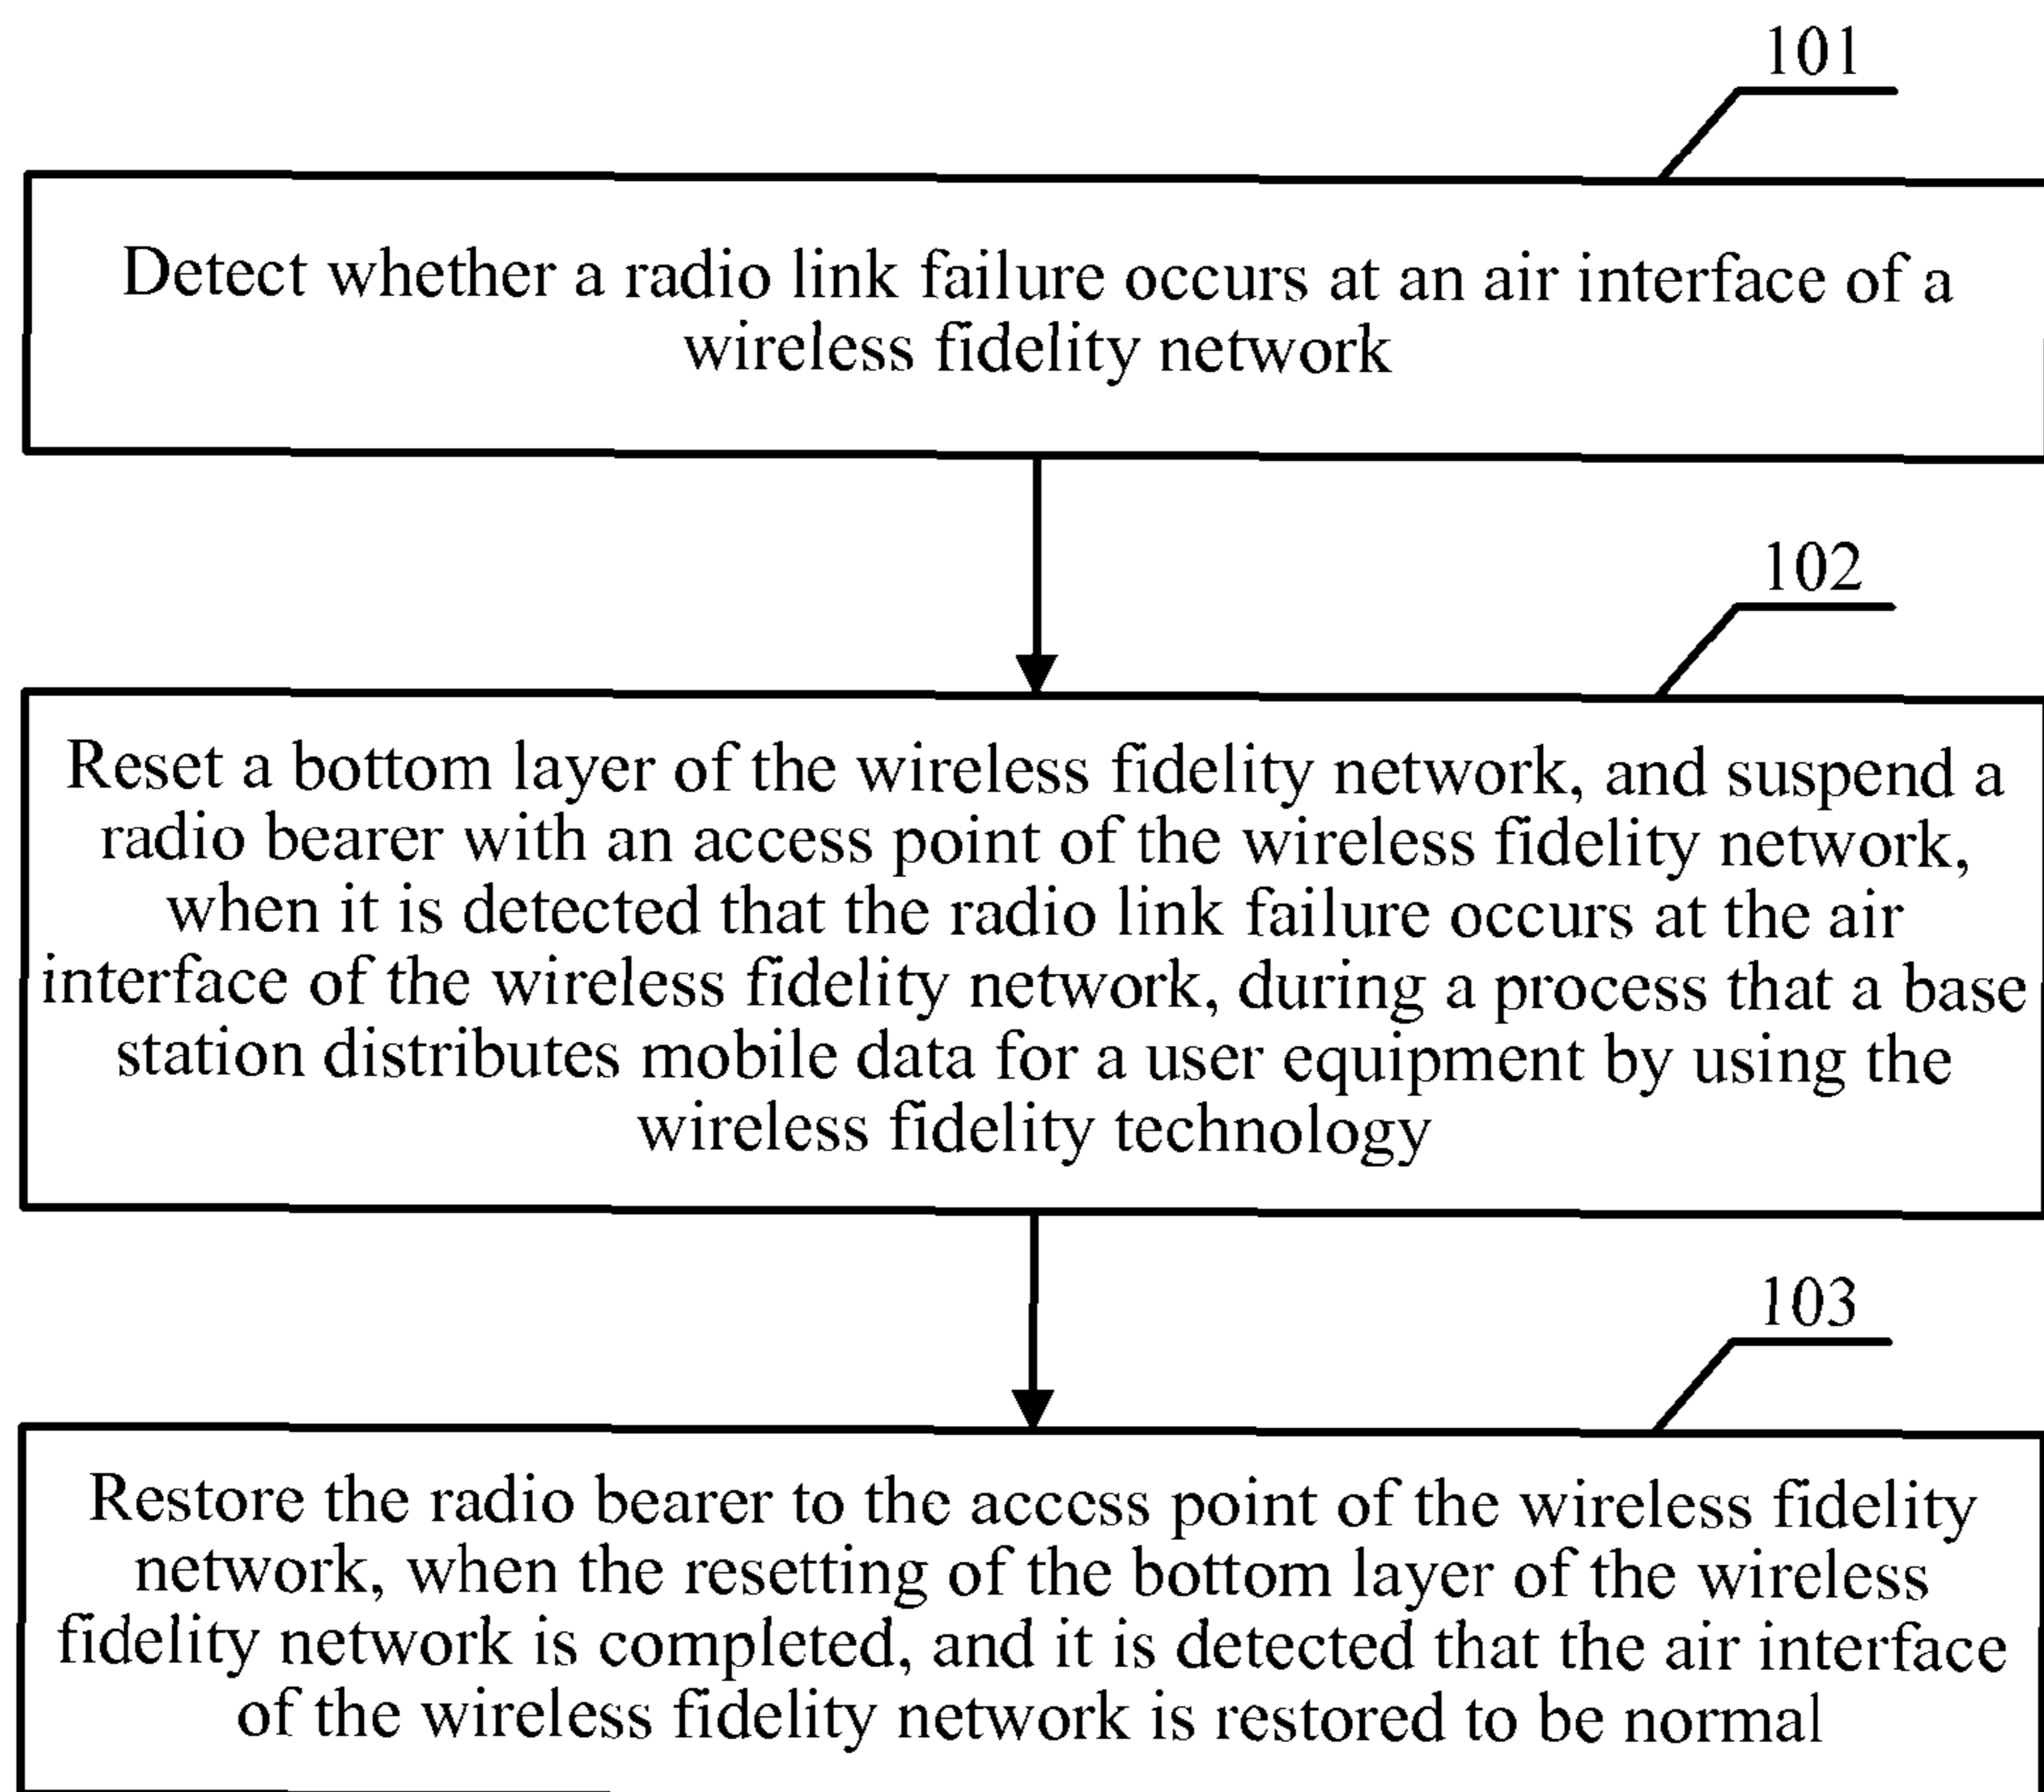 101
Detect whether a radio link failure occurs at an air interface of a
wireless fidelity network
102
Reset a bottom layer of the wireless fidelity network, and suspend a
radio bearer with an access point of the wireless fidelity network,
when it is detected that the radio link failure occurs at the air
interface of the wireless fidelity network, during a process that a base
station distributes mobile data for a user equipment by using the
wireless fidelity technology
103
Restore the radio bearer to the access point of the wireless fidelity
network, when the resetting of the bottom layer of the wireless
fidelity network is completed, and it is detected that the air interface
of the wireless fidelity network is restored to be normal